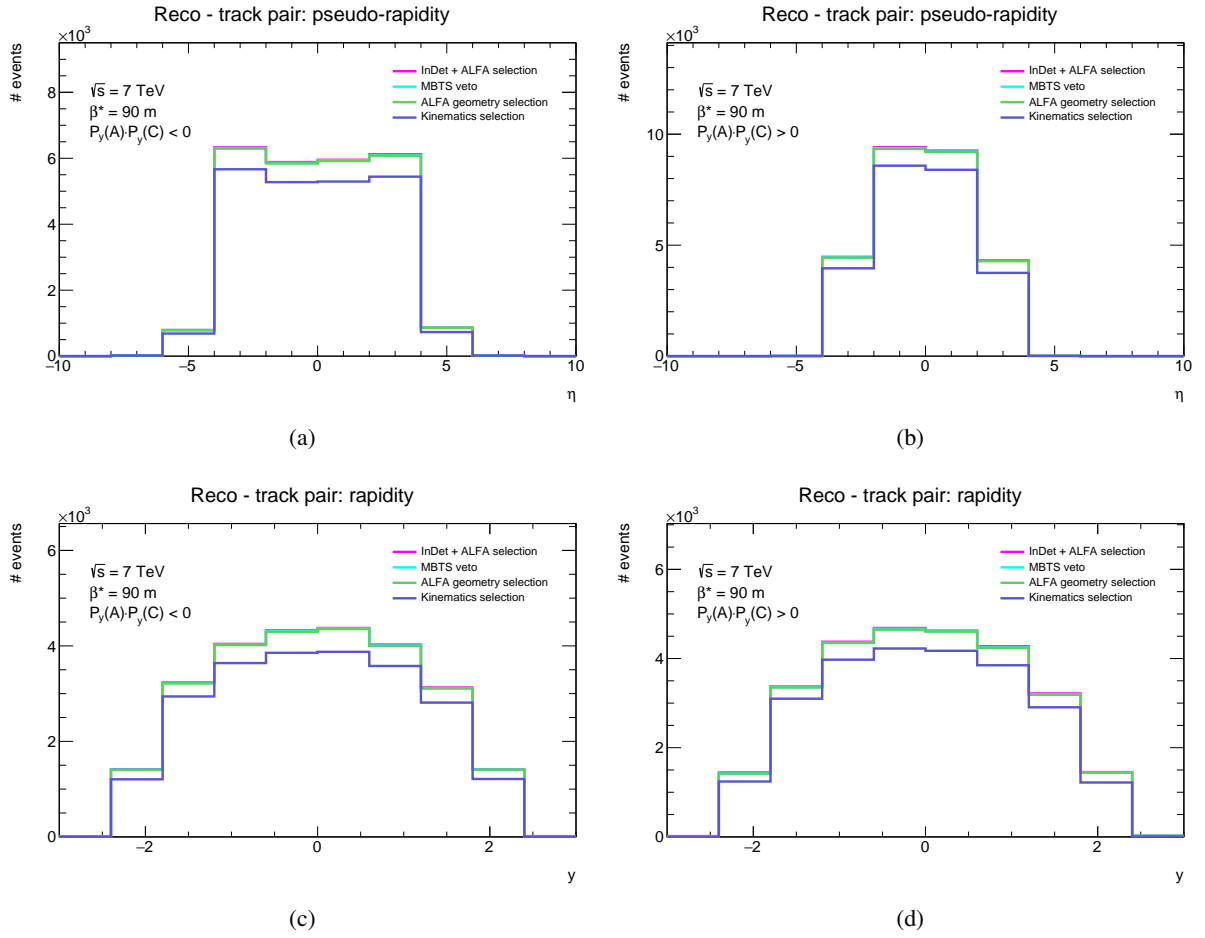 Reco - track pair: pseudo-rapidity
×10³
# events
8
6
4
2
0
√s = 7 TeV
β* = 90 m
P_y(A)·P_y(C) < 0
InDet + ALFA selection
MBTS veto
ALFA geometry selection
Kinematics selection
−10 −5 0 5 10
η
(a)
Reco - track pair: pseudo-rapidity
×10³
# events
10
5
0
√s = 7 TeV
β* = 90 m
P_y(A)·P_y(C) > 0
InDet + ALFA selection
MBTS veto
ALFA geometry selection
Kinematics selection
−10 −5 0 5 10
η
(b)
Reco - track pair: rapidity
×10³
# events
6
4
2
0
√s = 7 TeV
β* = 90 m
P_y(A)·P_y(C) < 0
InDet + ALFA selection
MBTS veto
ALFA geometry selection
Kinematics selection
−2 0 2
y
(c)
Reco - track pair: rapidity
×10³
# events
6
4
2
0
√s = 7 TeV
β* = 90 m
P_y(A)·P_y(C) > 0
InDet + ALFA selection
MBTS veto
ALFA geometry selection
Kinematics selection
−2 0 2
y
(d)